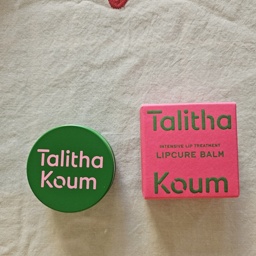 Talitha
Koum
Talitha
INTENSIVE LIP TREATMENT
LIPCURE BALM
Koum